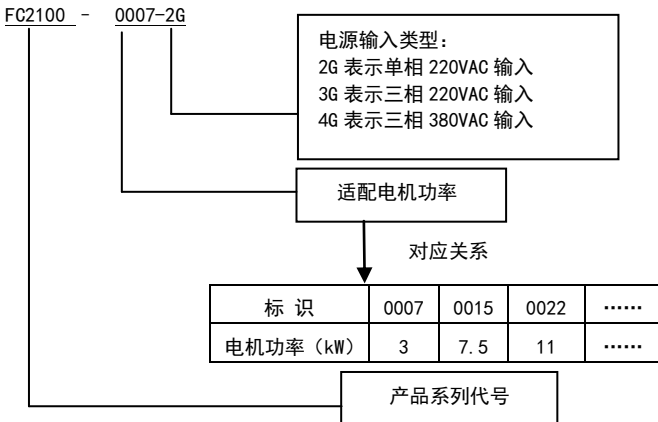 FC2100 - 0007-2G
电源输入类型:
2G 表示单相 220VAC 输入
3G 表示三相 220VAC 输入
4G 表示三相 380VAC 输入
适配电机功率
对应关系
标 识 0007 0015 0022 ……
电机功率（kW） 3 7.5 11 ……
产品系列代号